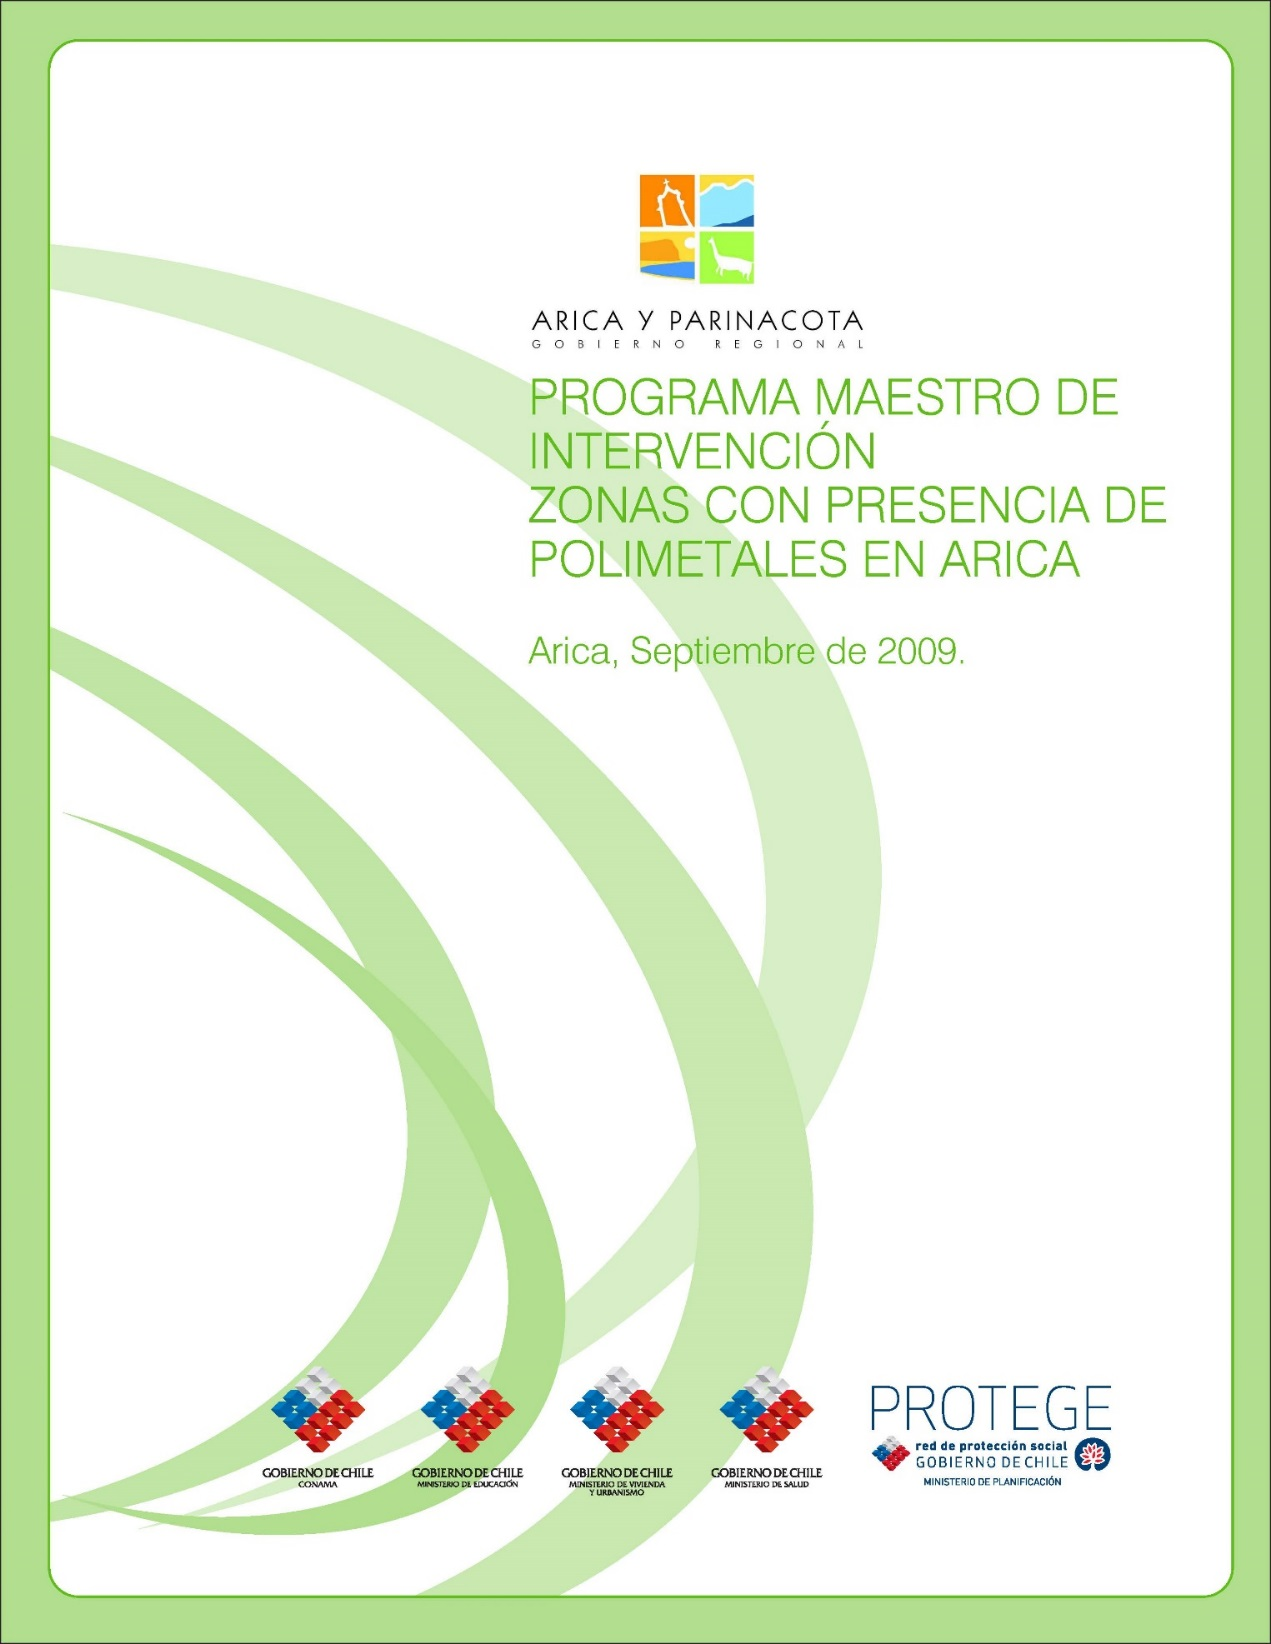 ARICA Y PARINACOTA
GOBIERNO REGIONAL
PROGRAMA MAESTRO DE
INTERVENCIÓN
ZONAS CON PRESENCIA DE
POLIMETALES EN ARICA
Arica, Septiembre de 2009.
GOBIERNO DE CHILE
CONAMA
GOBIERNO DE CHILE
MINISTERIO DE EDUCACIÓN
GOBIERNO DE CHILE
MINISTERIO DE VIVIENDA
Y URBANISMO
GOBIERNO DE CHILE
MINISTERIO DE SALUD
PROTEGE
red de protección social
GOBIERNO DE CHILE
MINISTERIO DE PLANIFICACIÓN